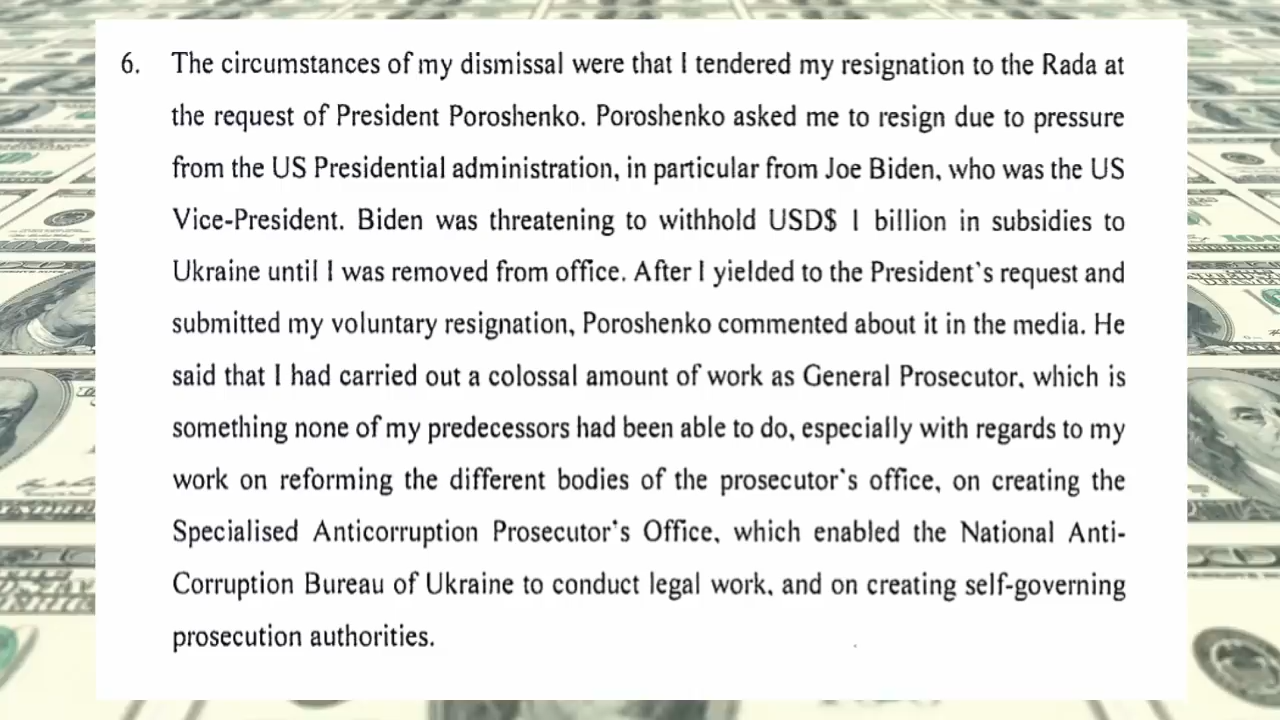 6. The circumstances of my dismissal were that I tendered my resignation to the Rada at
the request of President Poroshenko. Poroshenko asked me to resign due to pressure
from the US Presidential administration, in particular from Joe Biden, who was the US
Vice-President. Biden was threatening to withhold USD$ 1 billion in subsidies to
Ukraine until I was removed from office. After I yielded to the President's request and
submitted my voluntary resignation, Poroshenko commented about it in the media. He
said that I had carried out a colossal amount of work as General Prosecutor, which is
something none of my predecessors had been able to do, especially with regards to my
work on reforming the different bodies of the prosecutor's office, on creating the
Specialised Anticorruption Prosecutor's Office, which enabled the National Anti-
Corruption Bureau of Ukraine to conduct legal work, and on creating self-governing
prosecution authorities.